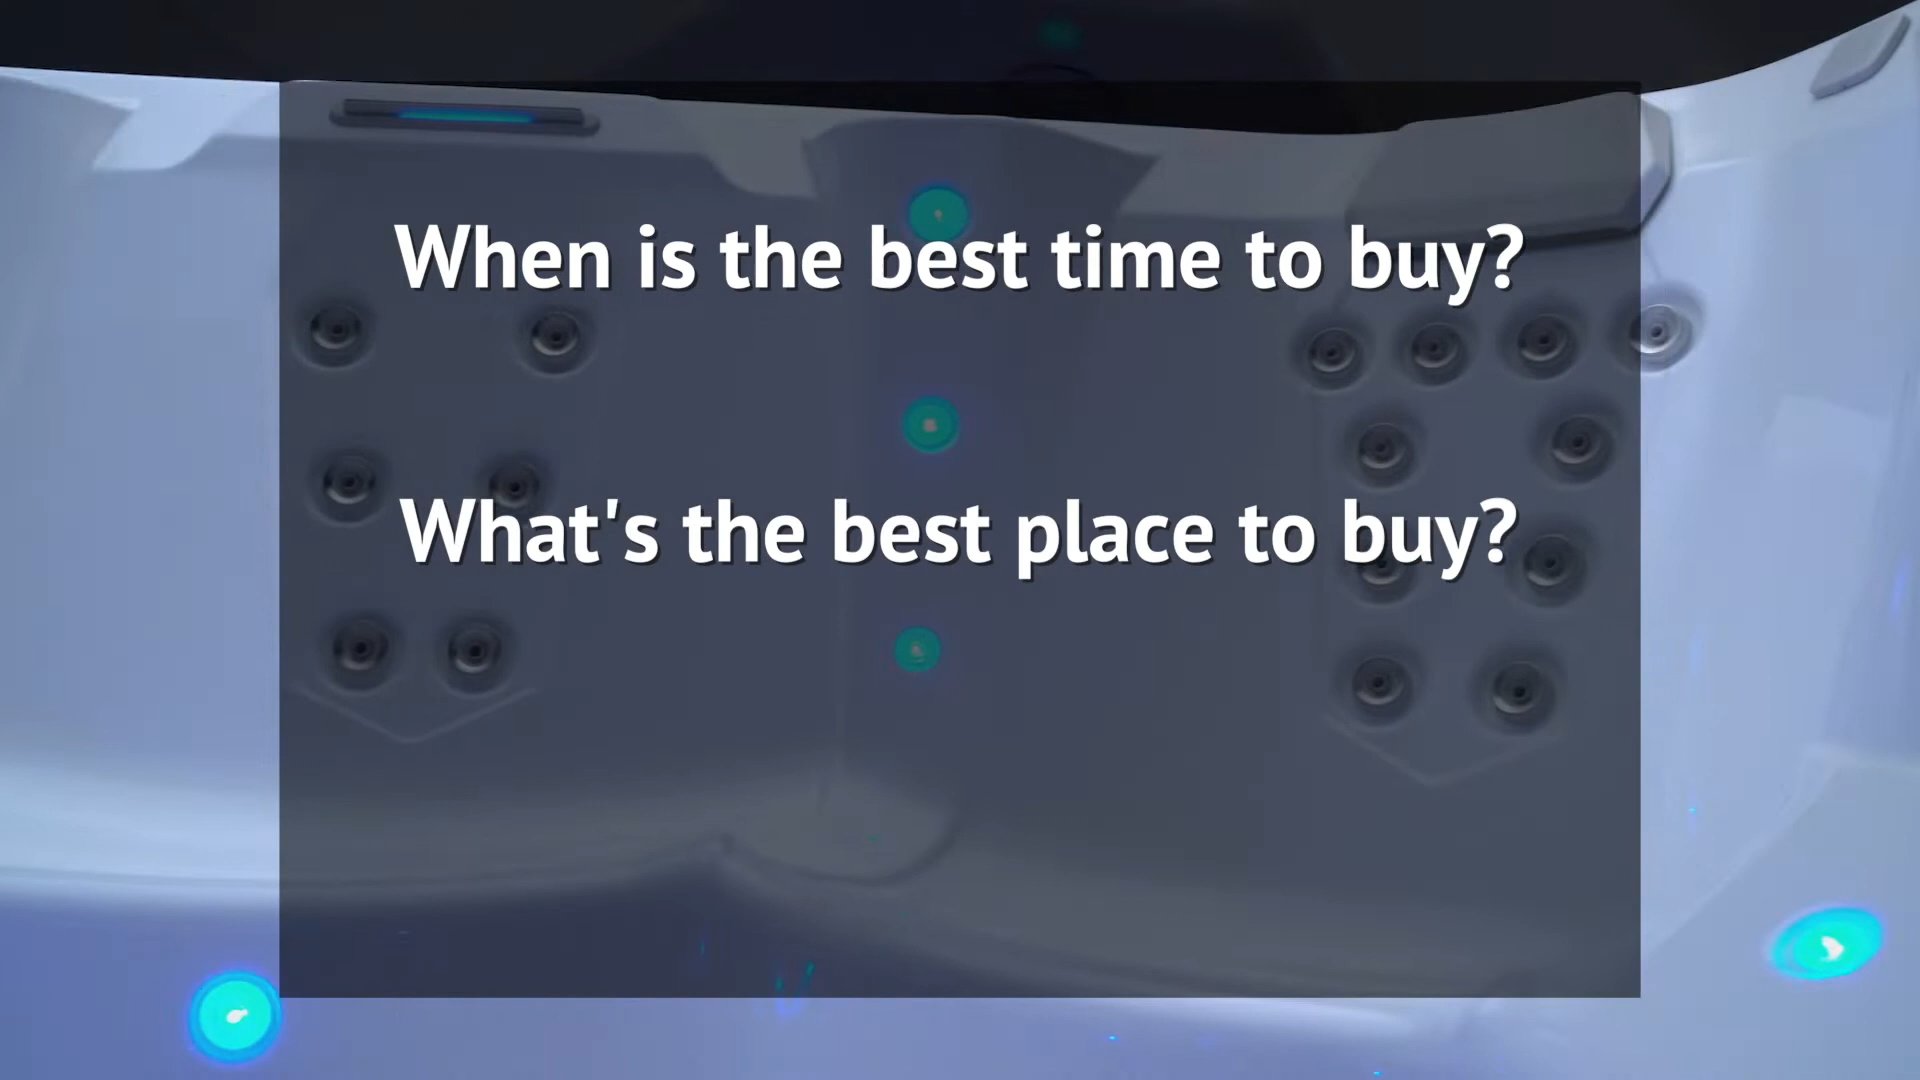 When is the best time to buy?
What's the best place to buy?